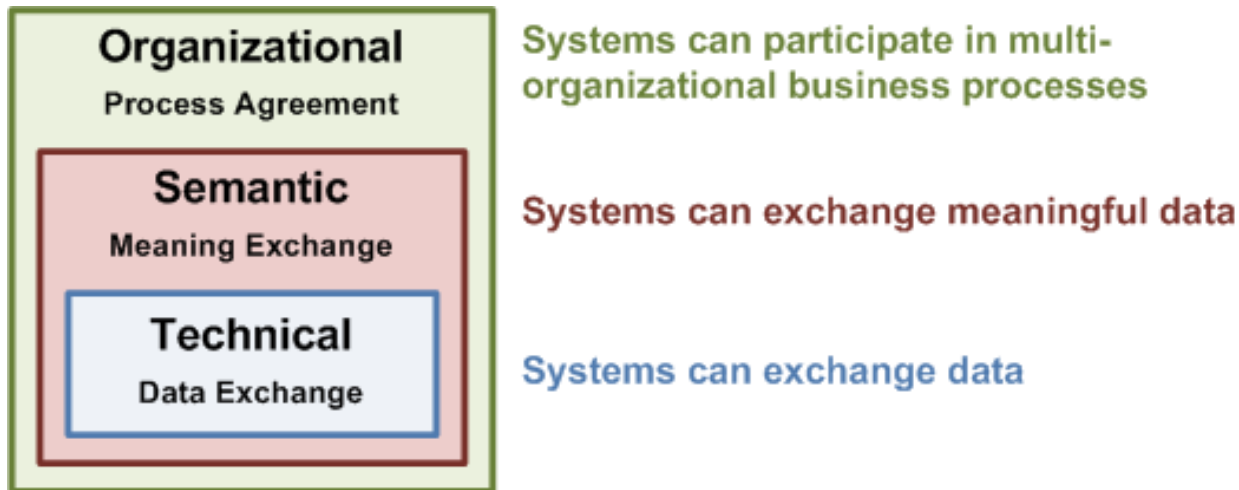 Organizational
Process Agreement
Systems can participate in multi-
organizational business processes
Semantic
Meaning Exchange
Systems can exchange meaningful data
Technical
Data Exchange
Systems can exchange data